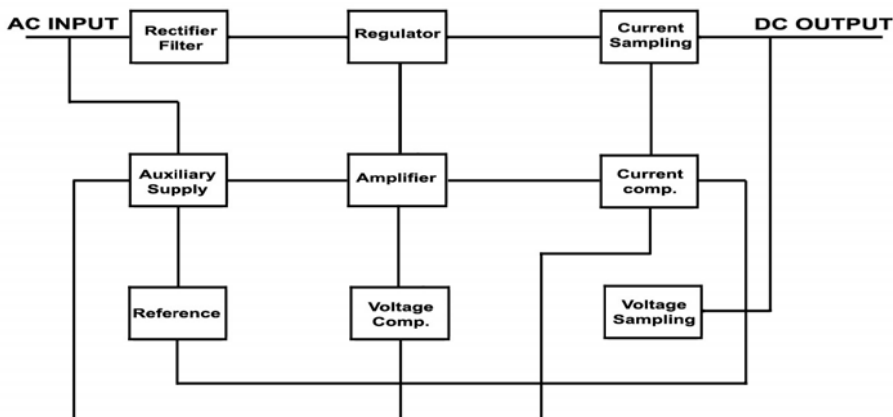 AC INPUT
Rectifier
Filter
Regulator
Current
Sampling
DC OUTPUT
Auxiliary
Supply
Amplifier
Current
comp.
Reference
Voltage
Comp.
Voltage
Sampling